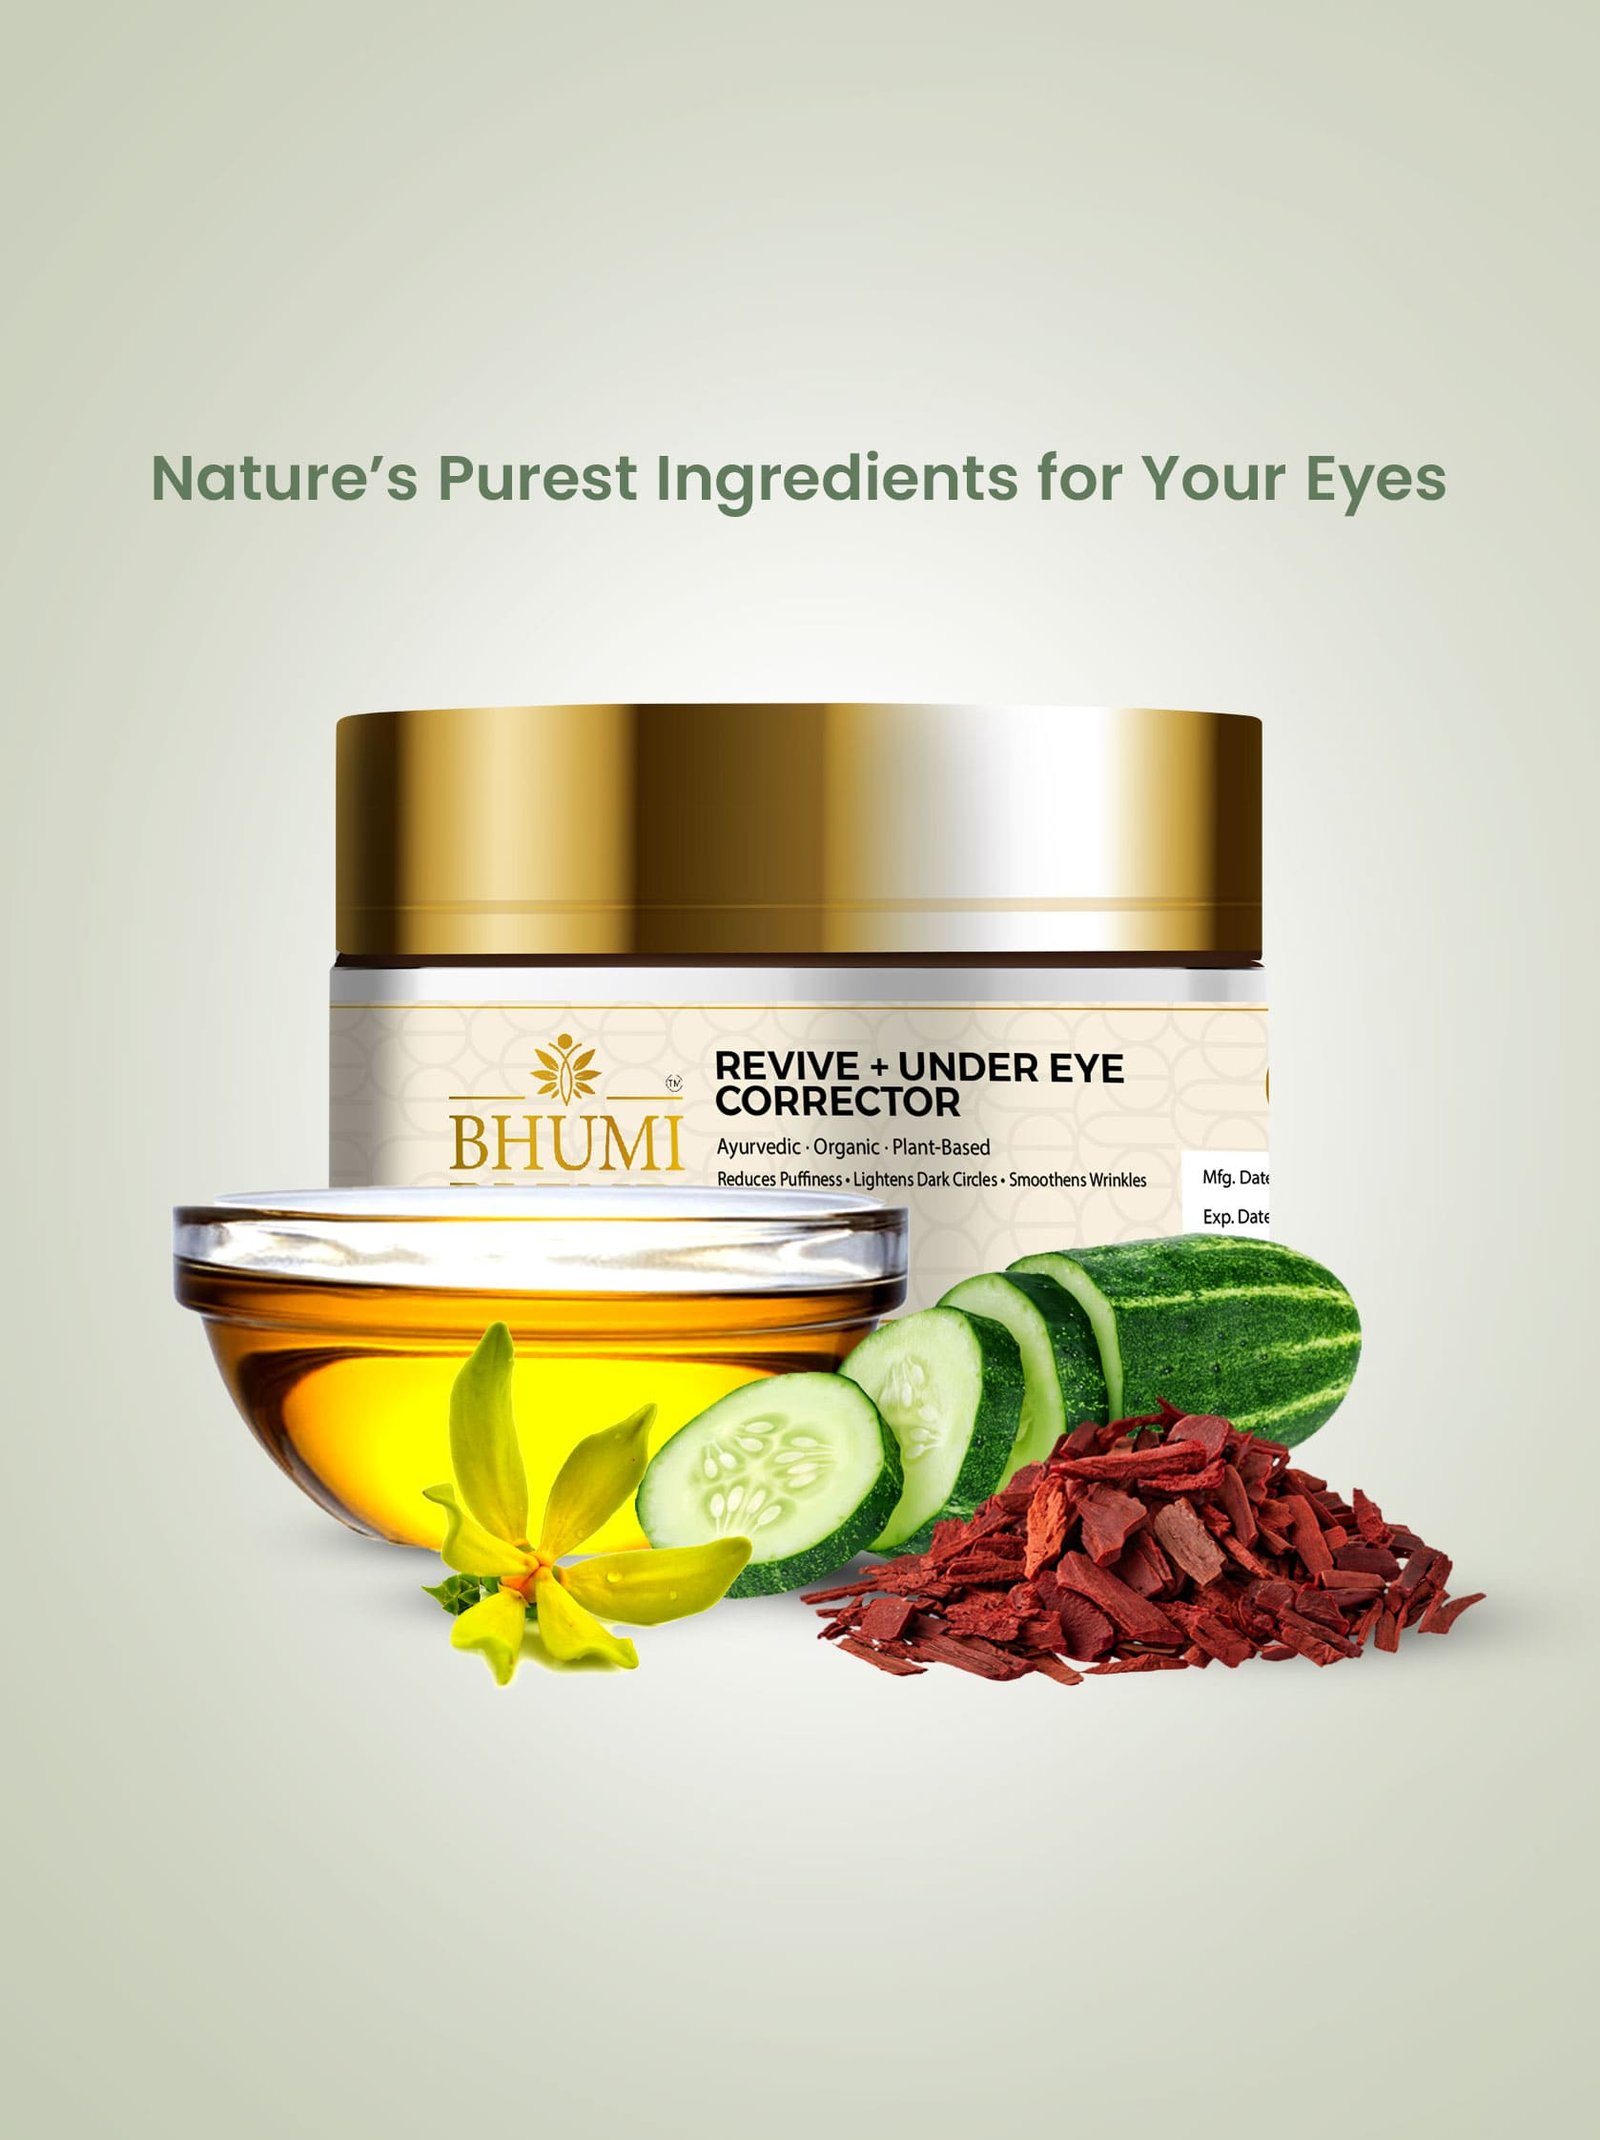 Nature’s Purest Ingredients for Your Eyes
TM
BHUMI
REVIVE + UNDER EYE
CORRECTOR
Ayurvedic · Organic · Plant-Based
Reduces Puffiness • Lightens Dark Circles • Smoothens Wrinkles
Mfg. Date
Exp. Date